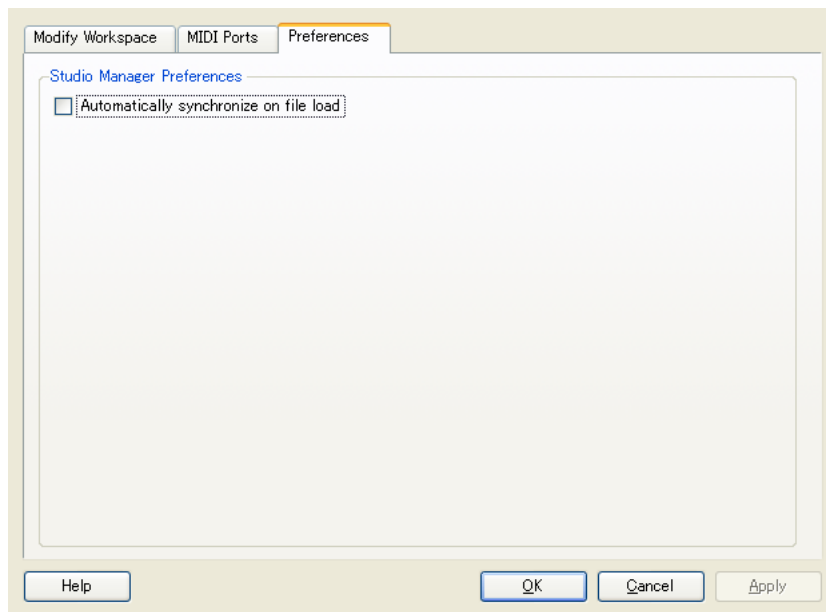 Modify Workspace MIDI Ports Preferences
Studio Manager Preferences
Automatically synchronize on file load
Help OK Cancel Apply